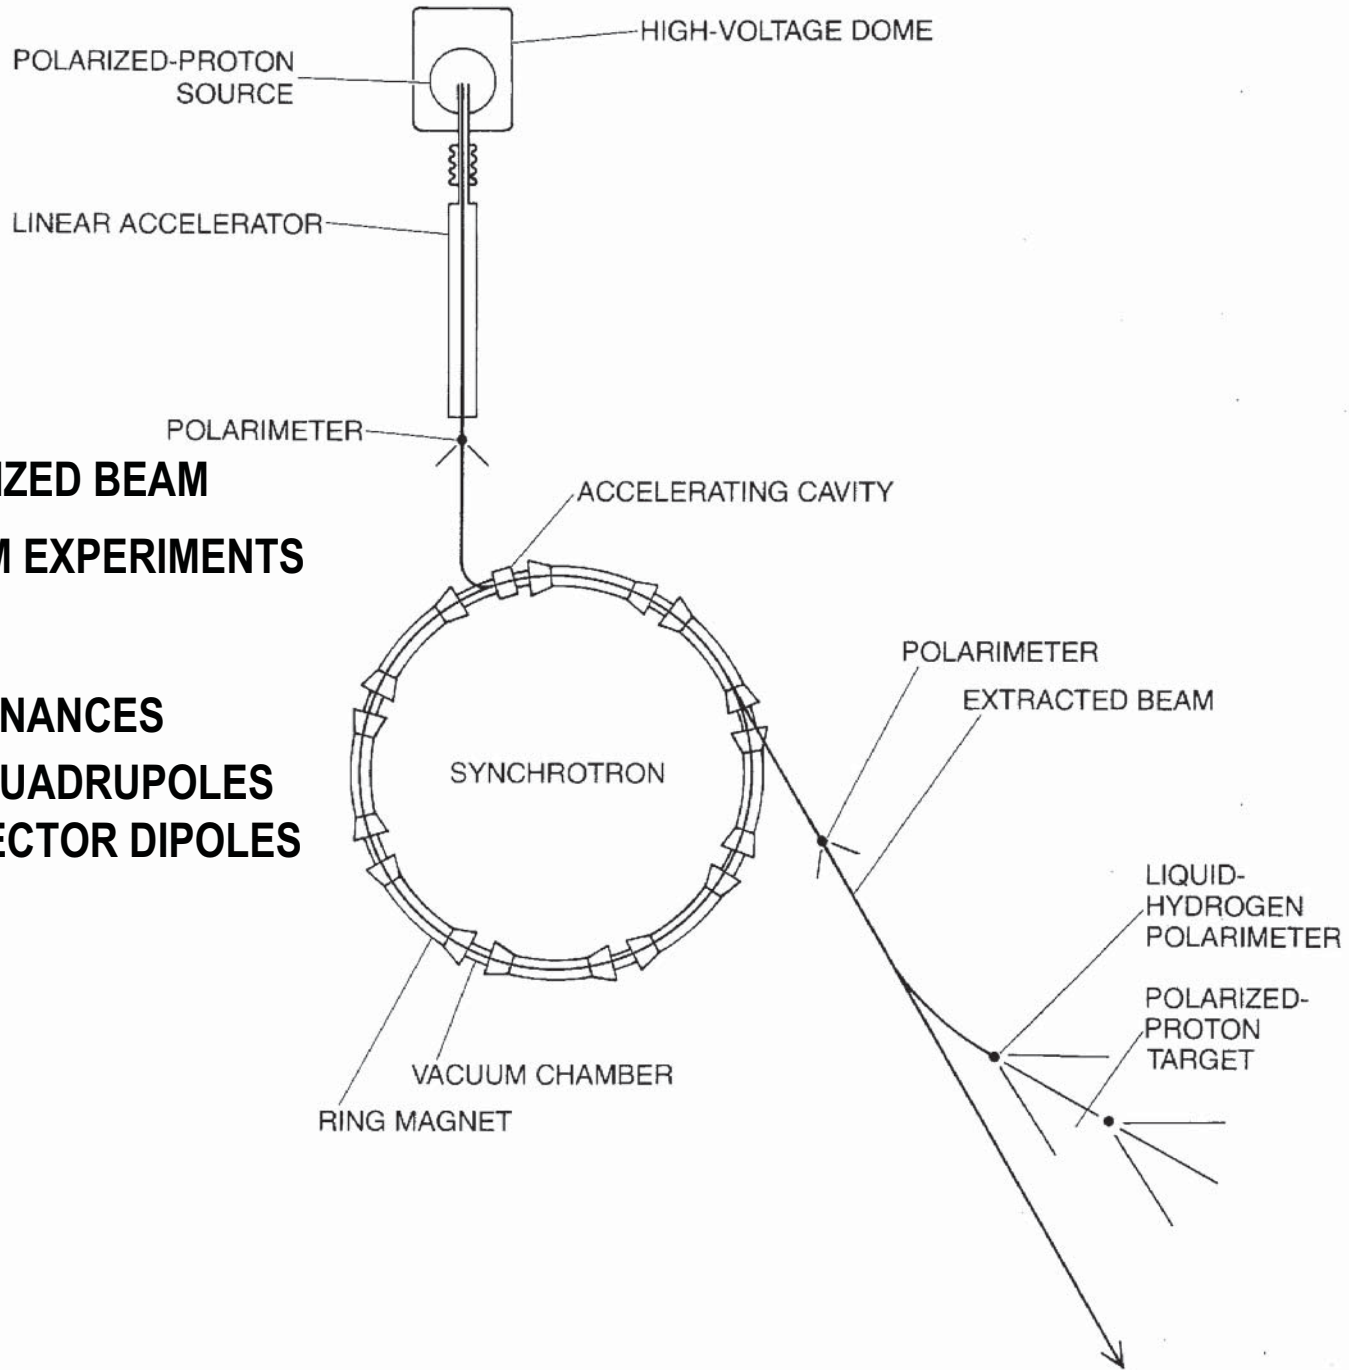 HIGH-VOLTAGE DOME
POLARIZED-PROTON
SOURCE
LINEAR ACCELERATOR
POLARIMETER
IZED BEAM
ACCELERATING CAVITY
M EXPERIMENTS
POLARIMETER
EXTRACTED BEAM
NANCES
SYNCHROTRON
UADRUPOLES
ECTOR DIPOLES
LIQUID-
HYDROGEN
POLARIMETER
POLARIZED-
PROTON
TARGET
VACUUM CHAMBER
RING MAGNET